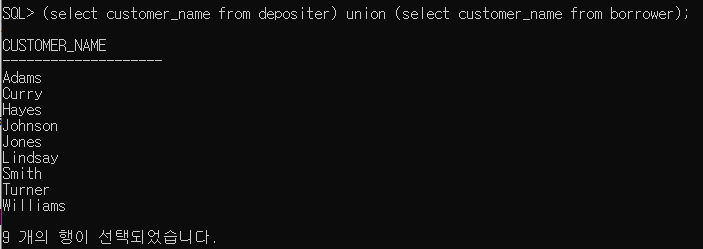 SQL> (select customer_name from depositer) union (select customer_name from borrower);
CUSTOMER_NAME
--------------------
Adams
Curry
Hayes
Johnson
Jones
Lindsay
Smith
Turner
Williams
9 개의 행이 선택되었습니다.